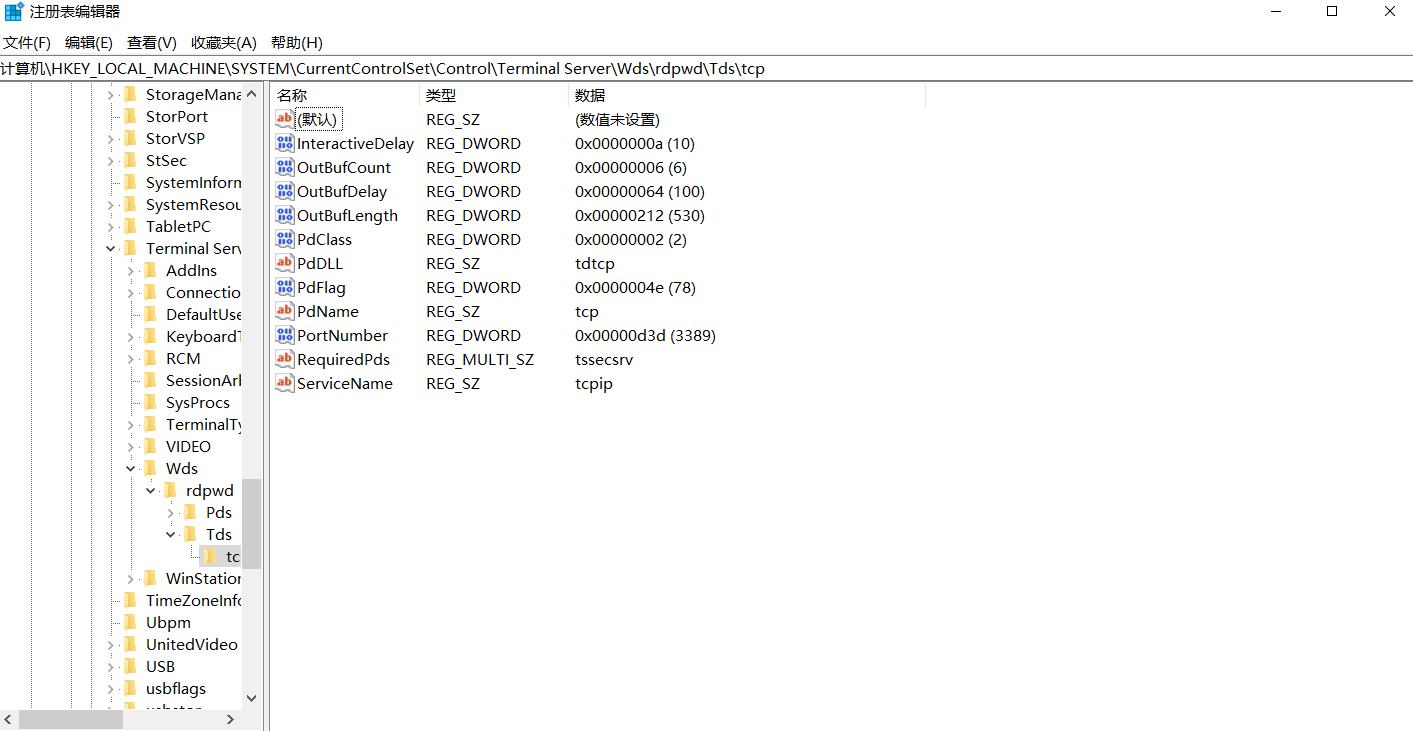 注册表编辑器
文件(F) 编辑(E) 查看(V) 收藏夹(A) 帮助(H)
计算机\HKEY_LOCAL_MACHINE\SYSTEM\CurrentControlSet\Control\Terminal Server\Wds\rdpwd\Tds\tcp
StorageMana
StorPort
StorVSP
StSec
SystemInform
SystemResou
TabletPC
Terminal Serv
AddIns
Connectio
DefaultUse
KeyboardT
RCM
SessionArb
SysProcs
TerminalTy
VIDEO
Wds
rdpwd
Pds
Tds
tc
WinStation
TimeZoneInfo
Ubpm
UnitedVideo
USB
usbflags
名称 类型 数据
(默认) REG_SZ (数值未设置)
InteractiveDelay REG_DWORD 0x0000000a (10)
OutBufCount REG_DWORD 0x00000006 (6)
OutBufDelay REG_DWORD 0x00000064 (100)
OutBufLength REG_DWORD 0x00000212 (530)
PdClass REG_DWORD 0x00000002 (2)
PdDLL REG_SZ tdtcp
PdFlag REG_DWORD 0x0000004e (78)
PdName REG_SZ tcp
PortNumber REG_DWORD 0x00000d3d (3389)
RequiredPds REG_MULTI_SZ tssecsrv
ServiceName REG_SZ tcpip